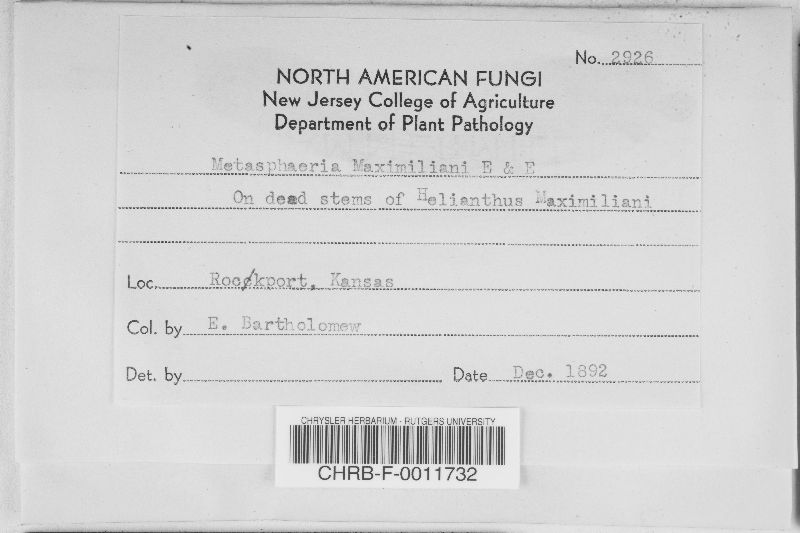 No. 2926
NORTH AMERICAN FUNGI
New Jersey College of Agriculture
Department of Plant Pathology
Metasphaeria Maximiliani E & E
On dead stems of Helianthus Maximiliani
Loc. Rockport, Kansas
Col. by E. Bartholomew
Det. by Date Dec. 1892
CHRYSLER HERBARIUM - RUTGERS UNIVERSITY
CHRB-F-0011732